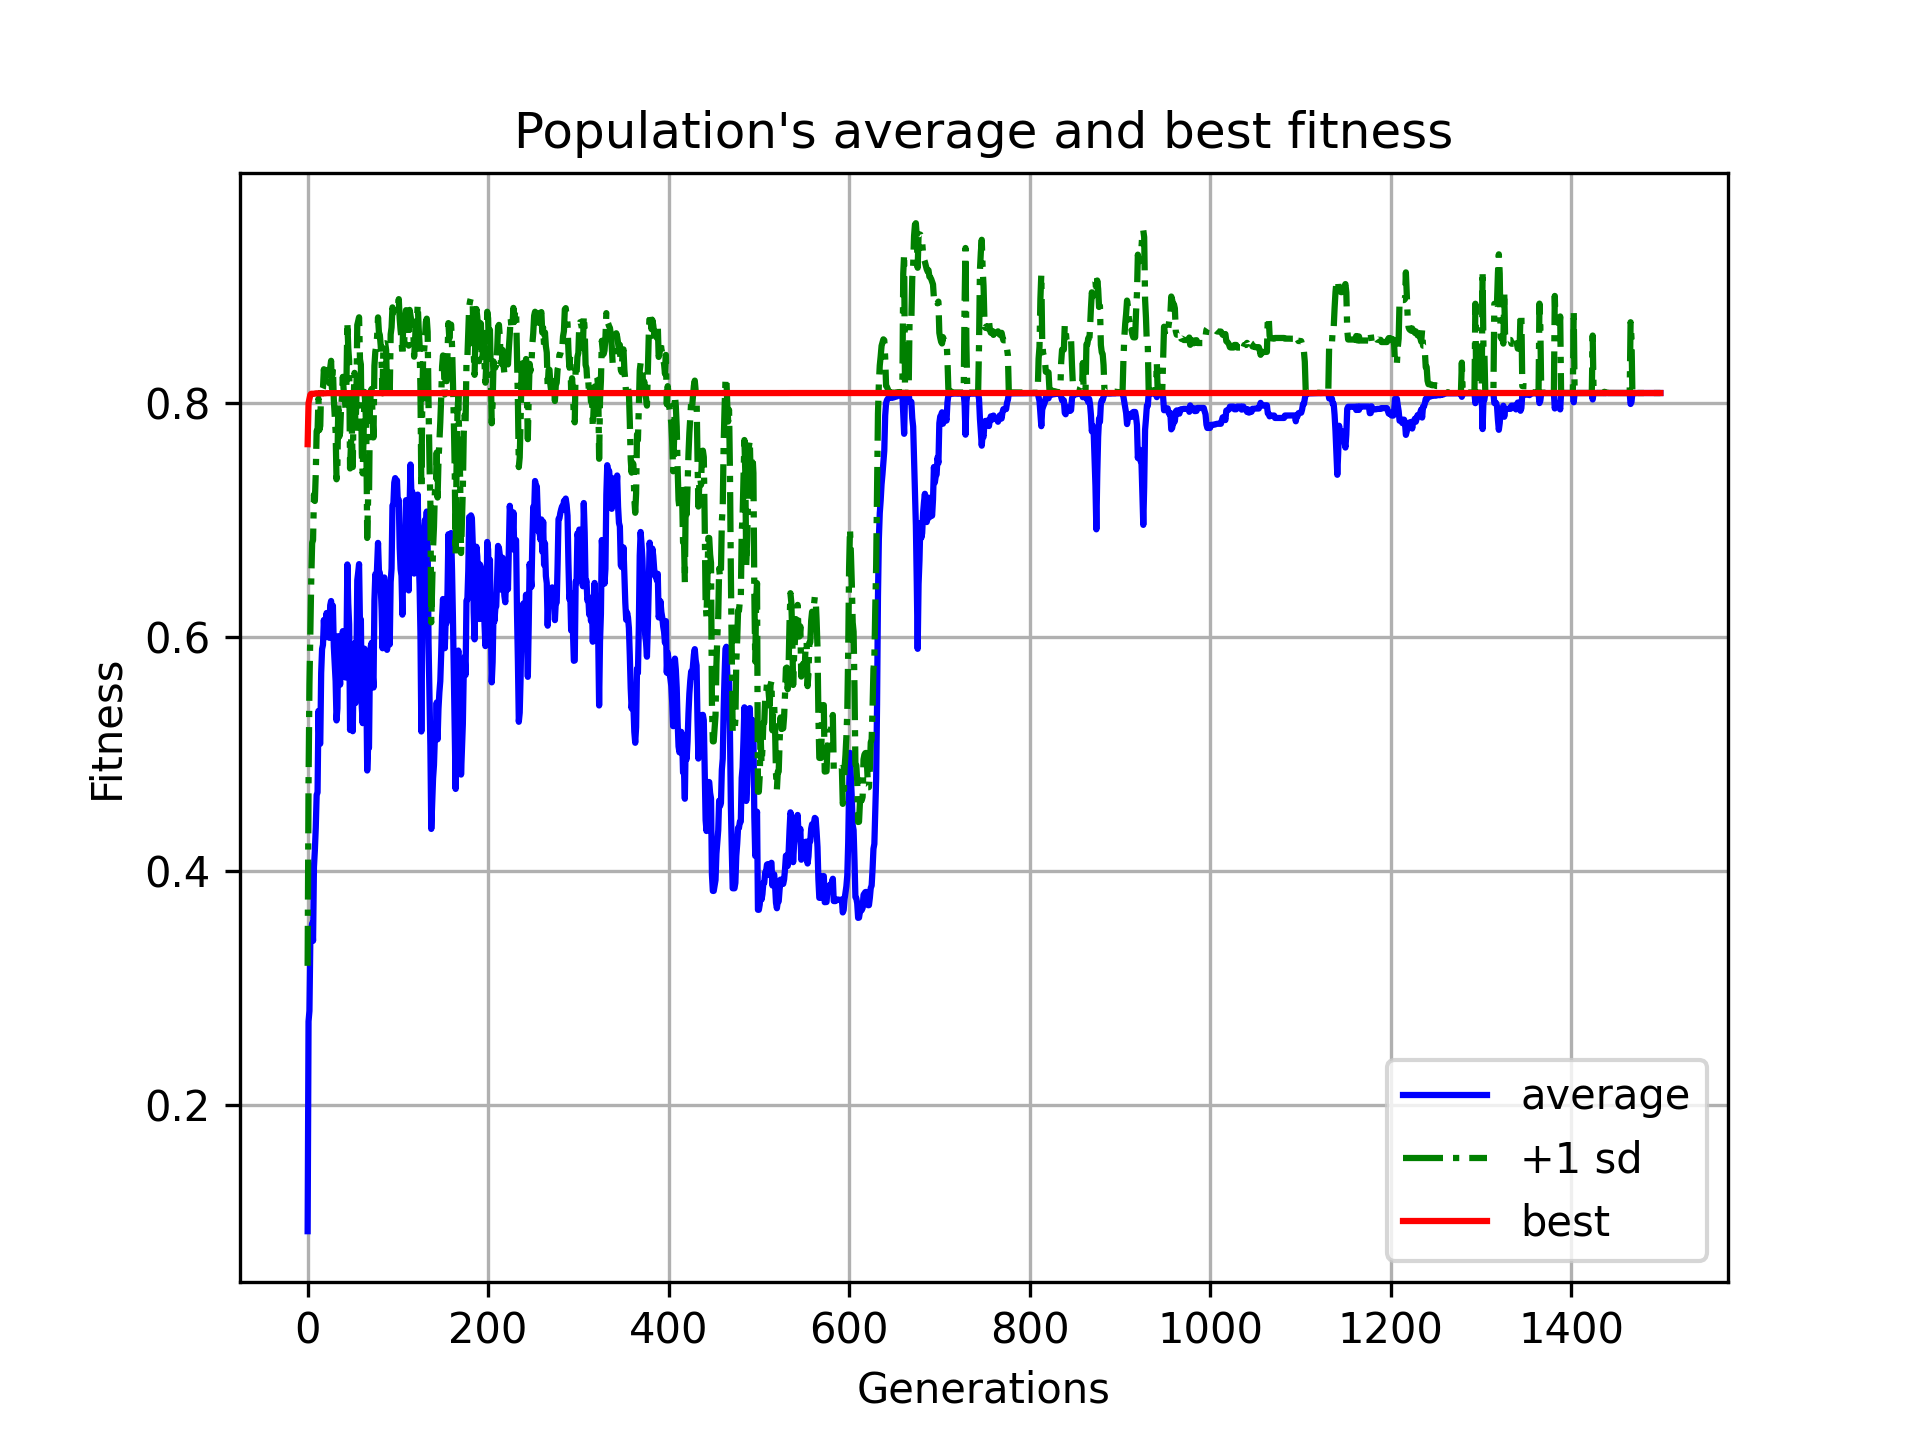 Population's average and best fitness
Fitness
0.8
0.6
0.4
0.2
0 200 400 600 800 1000 1200 1400
Generations
average
+1 sd
best